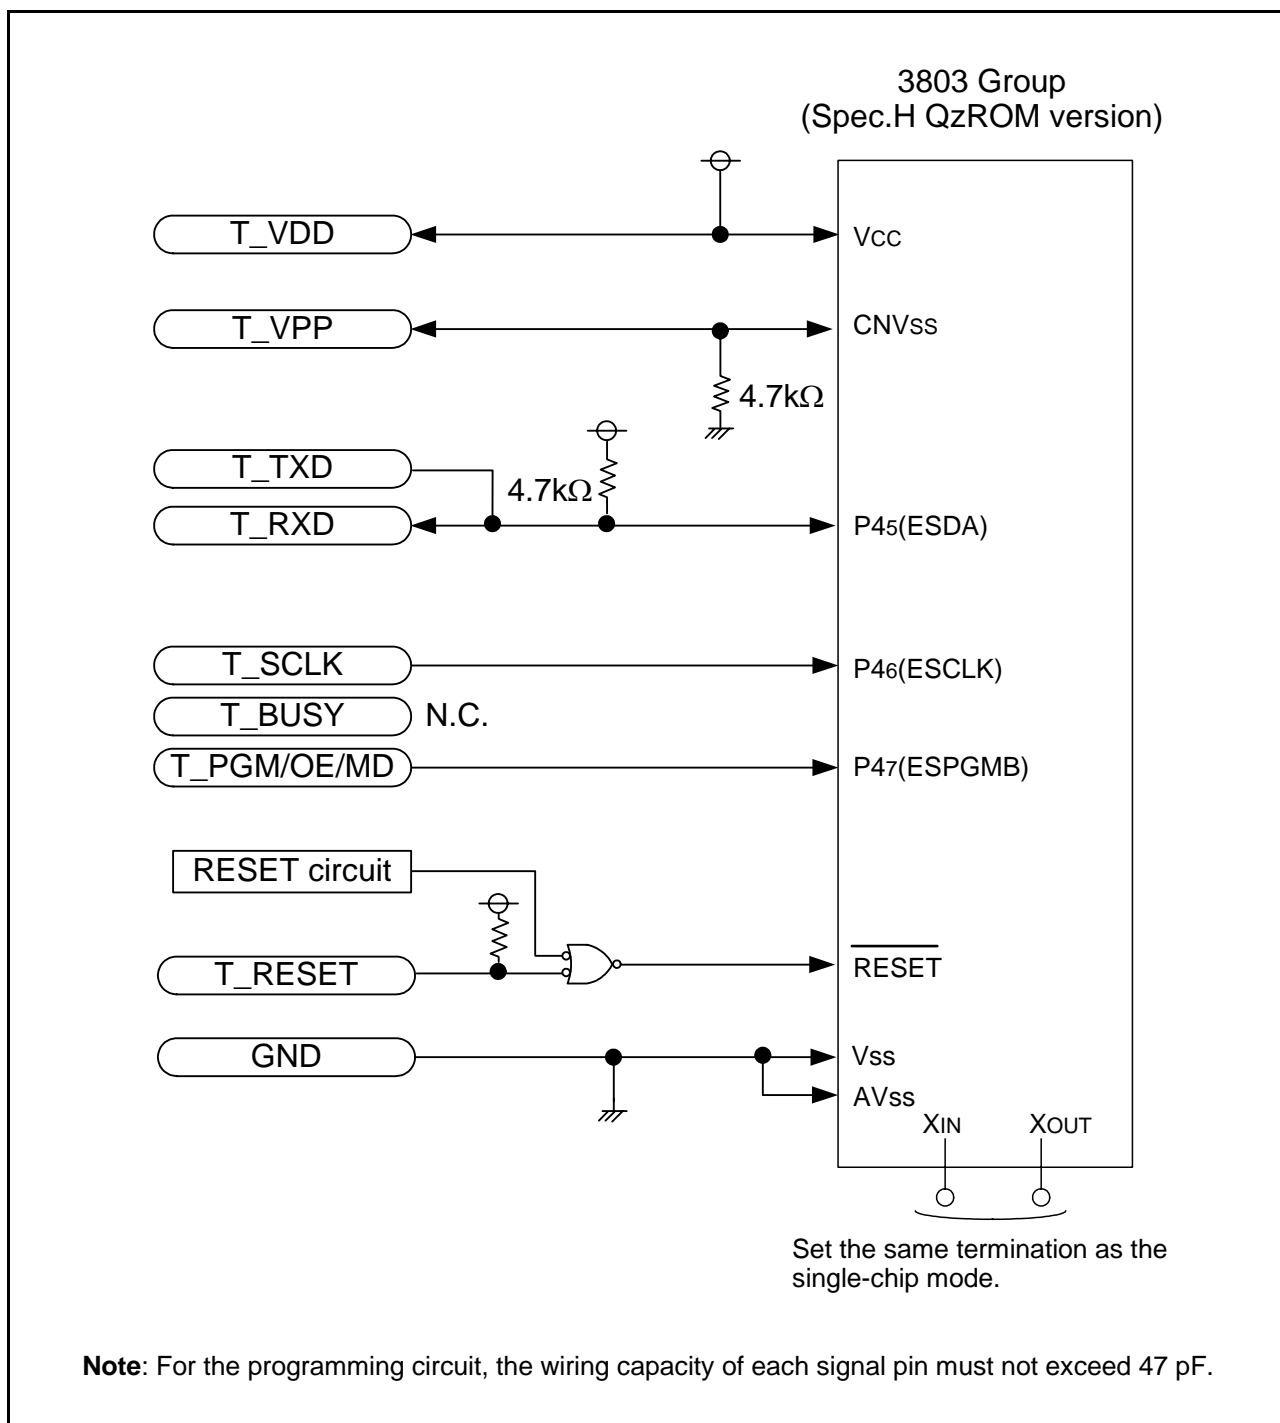 3803 Group
(Spec.H QzROM version)
T_VDD
VCC
T_VPP
CNVSS
4.7kΩ
T_TXD
4.7kΩ
T_RXD
P45(ESDA)
T_SCLK
P46(ESCLK)
T_BUSY
N.C.
T_PGM/OE/MD
P47(ESPGMB)
RESET circuit
T_RESET
RESET
GND
Vss
AVss
XIN
XOUT
Set the same termination as the
single-chip mode.
Note: For the programming circuit, the wiring capacity of each signal pin must not exceed 47 pF.